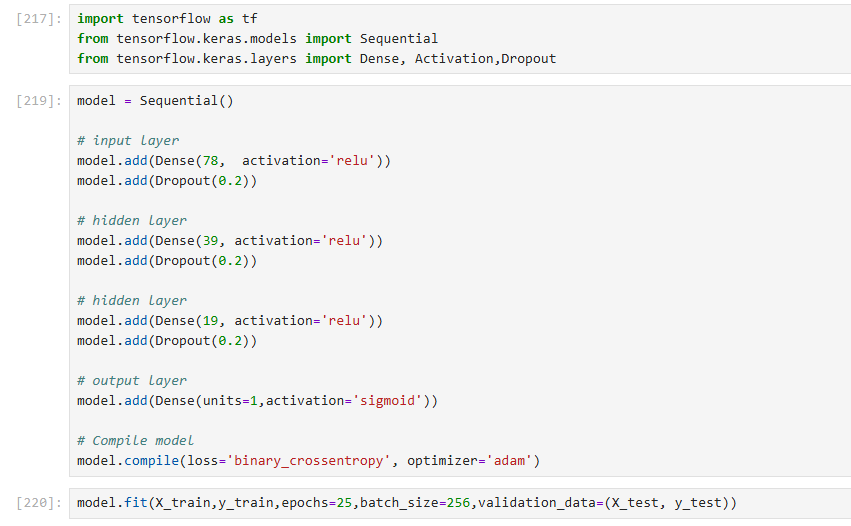 [217]: import tensorflow as tf
from tensorflow.keras.models import Sequential
from tensorflow.keras.layers import Dense, Activation,Dropout
[219]: model = Sequential()
# input layer
model.add(Dense(78,  activation='relu'))
model.add(Dropout(0.2))
# hidden layer
model.add(Dense(39, activation='relu'))
model.add(Dropout(0.2))
# hidden layer
model.add(Dense(19, activation='relu'))
model.add(Dropout(0.2))
# output layer
model.add(Dense(units=1,activation='sigmoid'))
# Compile model
model.compile(loss='binary_crossentropy', optimizer='adam')
[220]: model.fit(X_train,y_train,epochs=25,batch_size=256,validation_data=(X_test, y_test))